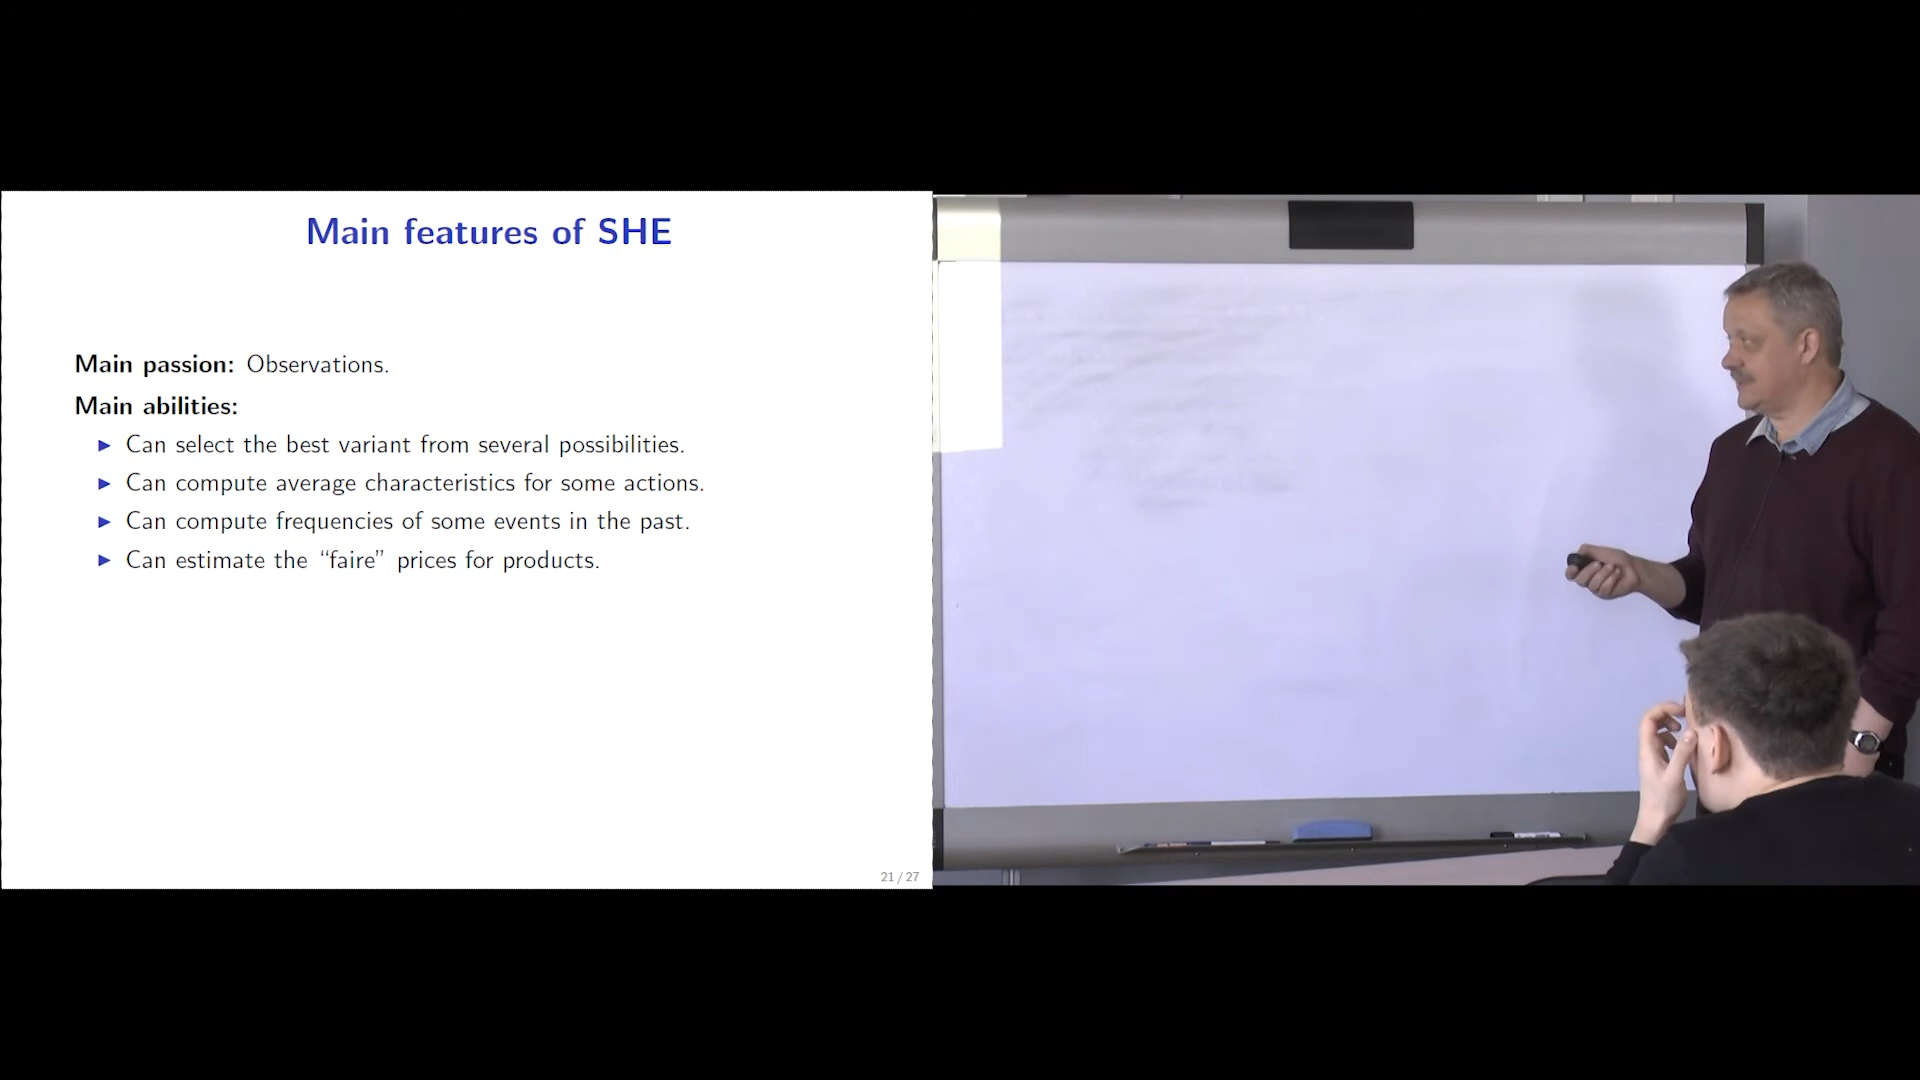 Main features of SHE
Main passion: Observations.
Main abilities:
▶ Can select the best variant from several possibilities.
▶ Can compute average characteristics for some actions.
▶ Can compute frequencies of some events in the past.
▶ Can estimate the “faire” prices for products.
21 / 27